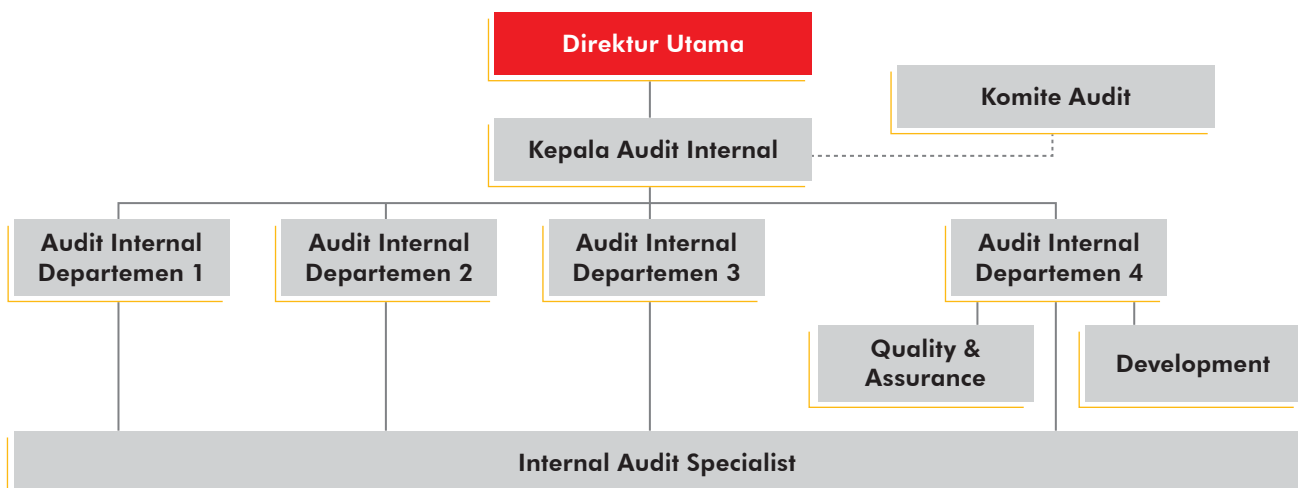 Direktur Utama
Komite Audit
Kepala Audit Internal
Audit Internal
Departemen 1
Audit Internal
Departemen 2
Audit Internal
Departemen 3
Audit Internal
Departemen 4
Quality &
Assurance
Development
Internal Audit Specialist